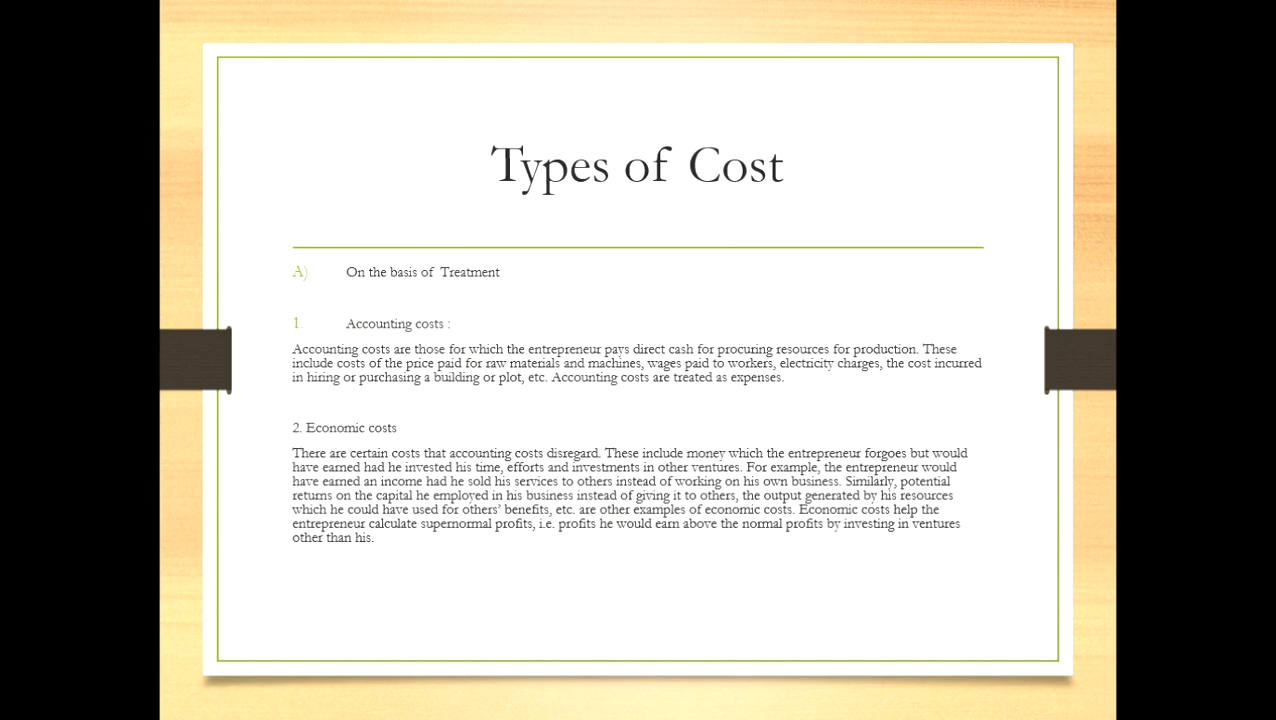 Types of Cost
A) On the basis of Treatment
1. Accounting costs :
Accounting costs are those for which the entrepreneur pays direct cash for procuring resources for production. These
include costs of the price paid for raw materials and machines, wages paid to workers, electricity charges, the cost incurred
in hiring or purchasing a building or plot, etc. Accounting costs are treated as expenses.
2. Economic costs
There are certain costs that accounting costs disregard. These include money which the entrepreneur forgoes but would
have earned had he invested his time, efforts and investments in other ventures. For example, the entrepreneur would
have earned an income had he sold his services to others instead of working on his own business. Similarly, potential
returns on the capital he employed in his business instead of giving it to others, the output generated by his resources
which he could have used for others’ benefits, etc. are other examples of economic costs. Economic costs help the
entrepreneur calculate supernormal profits, i.e. profits he would earn above the normal profits by investing in ventures
other than his.